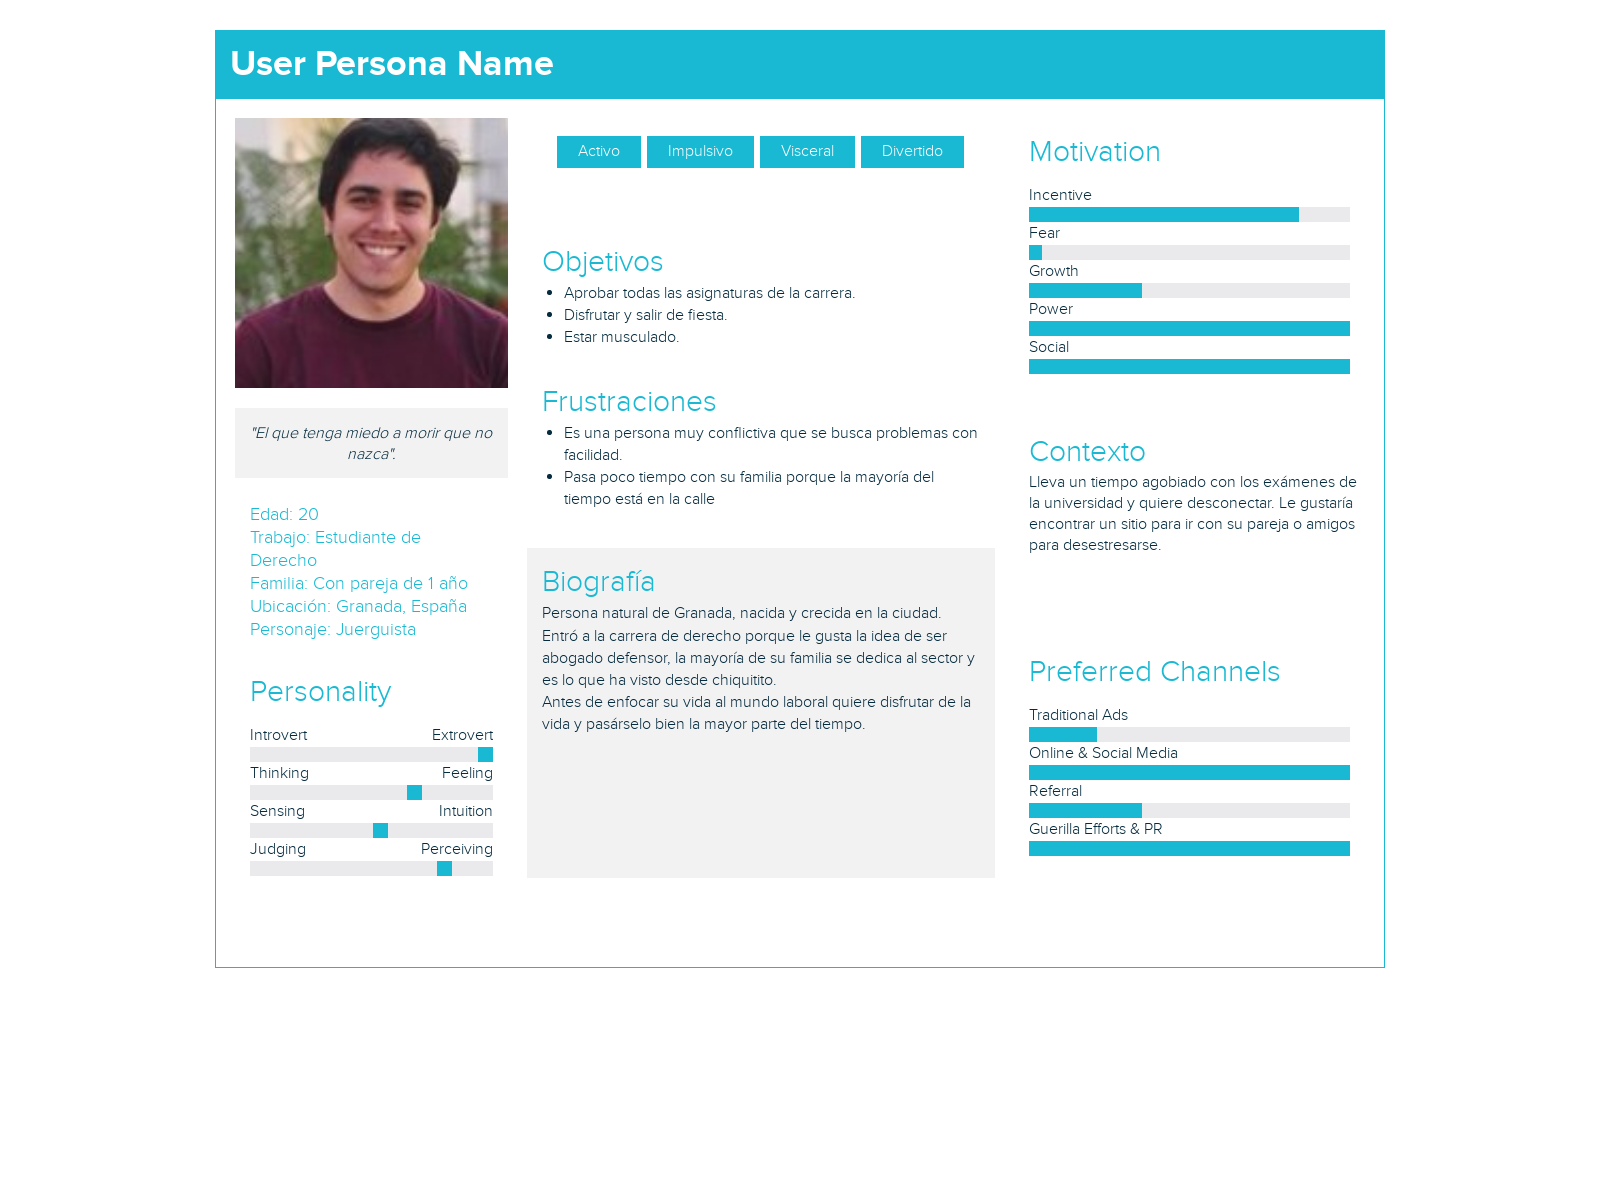 User Persona Name
"El que tenga miedo a morir que no
nazca".
Edad: 20
Trabajo: Estudiante de
Derecho
Familia: Con pareja de 1 año
Ubicación: Granada, España
Personaje: Juerguista
Personality
Introvert Extrovert
Thinking Feeling
Sensing Intuition
Judging Perceiving
Activo Impulsivo Visceral Divertido
Objetivos
• Aprobar todas las asignaturas de la carrera.
• Disfrutar y salir de fiesta.
• Estar musculado.
Frustraciones
• Es una persona muy conflictiva que se busca problemas con
facilidad.
• Pasa poco tiempo con su familia porque la mayoría del
tiempo está en la calle
Biografía
Persona natural de Granada, nacida y crecida en la ciudad.
Entró a la carrera de derecho porque le gusta la idea de ser
abogado defensor, la mayoría de su familia se dedica al sector y
es lo que ha visto desde chiquitito.
Antes de enfocar su vida al mundo laboral quiere disfrutar de la
vida y pasárselo bien la mayor parte del tiempo.
Motivation
Incentive
Fear
Growth
Power
Social
Contexto
Lleva un tiempo agobiado con los exámenes de
la universidad y quiere desconectar. Le gustaría
encontrar un sitio para ir con su pareja o amigos
para desestresarse.
Preferred Channels
Traditional Ads
Online & Social Media
Referral
Guerilla Efforts & PR